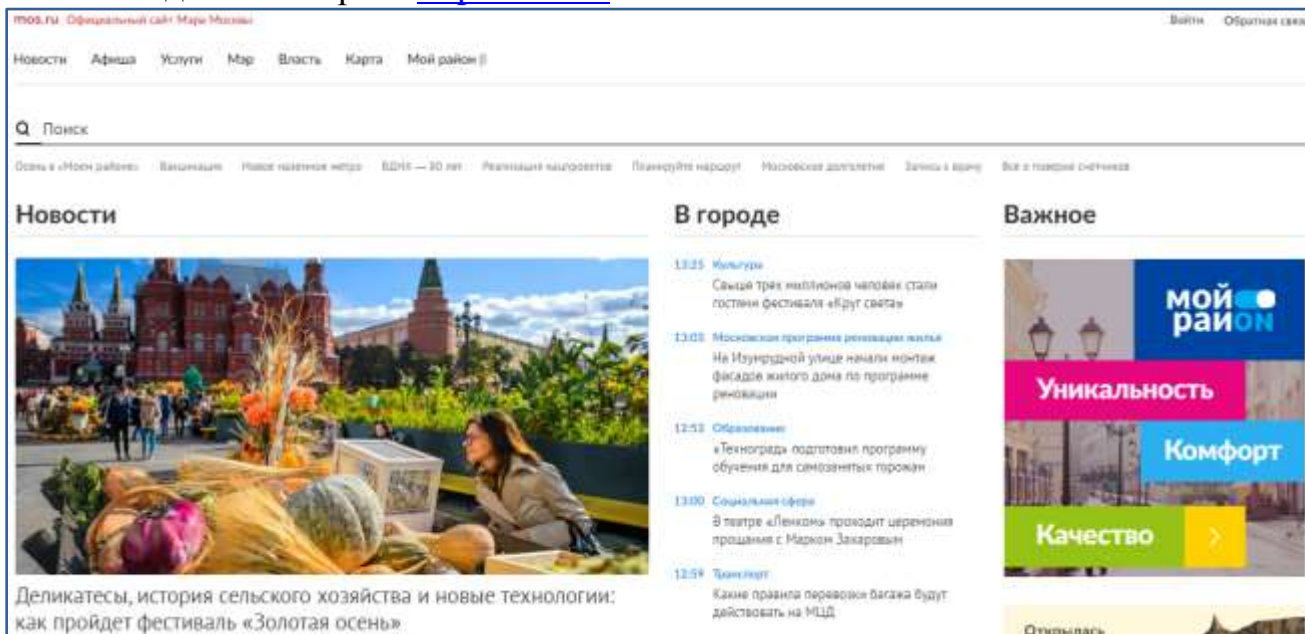 mos.ru Официальный сайт Мэра Москвы
Войти Обратная связ
Новости Афиша Услуги Мэр Власть Карта Мой район
Поиск
Осень в «Моем районе» Вакцинация Новое наземное метро ВДНХ — 80 лет Реализация нацпроектов Планируйте маршрут Московское долголетие Запись к врачу Все о поверке счетчиков
Новости
Деликатесы, история сельского хозяйства и новые технологии:
как пройдет фестиваль «Золотая осень»
В городе
13:23 Культура
Свыше трех миллионов человек стали
гостями фестиваля «Круг света»
13:03 Московская программа реновации жилья
На Изумрудной улице начали монтаж
фасадов жилого дома по программе
реновации
12:53 Образование
«Техноград» подготовил программу
обучения для самозанятых горожан
13:00 Социальная сфера
В театре «Ленком» проходит церемония
прощания с Марком Захаровым
12:59 Транспорт
Какие правила перевозки багажа будут
действовать на МЦД
Важное
мой
район
Уникальность
Комфорт
Качество
Открылась